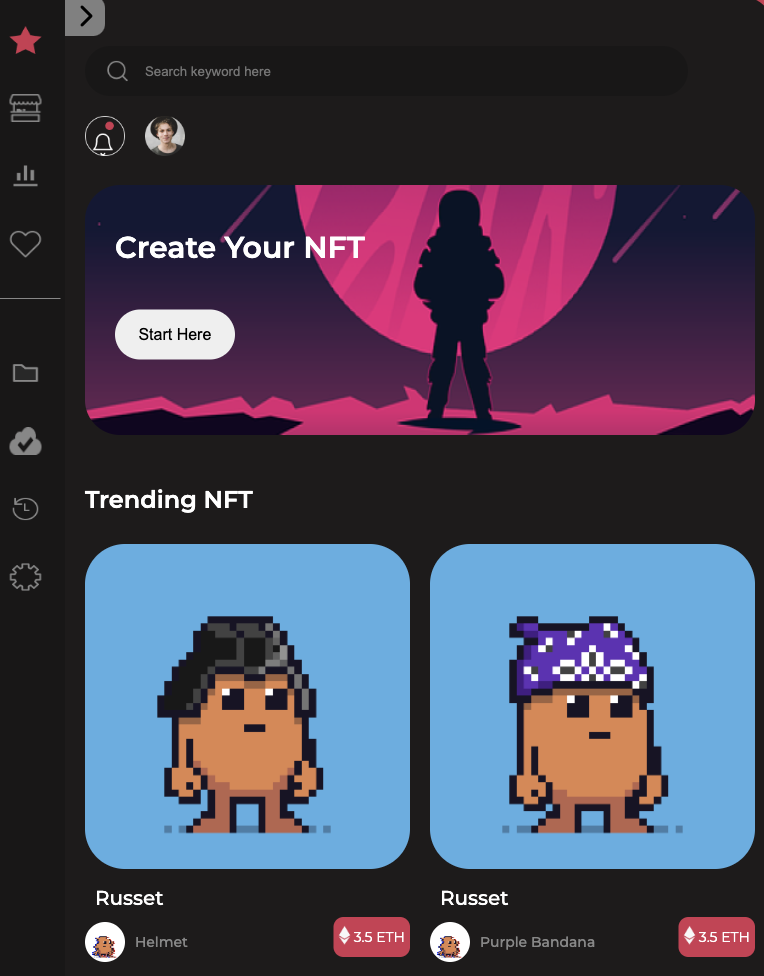 Search keyword here
Create Your NFT
Start Here
Trending NFT
Russet
Helmet
3.5 ETH
Russet
Purple Bandana
3.5 ETH